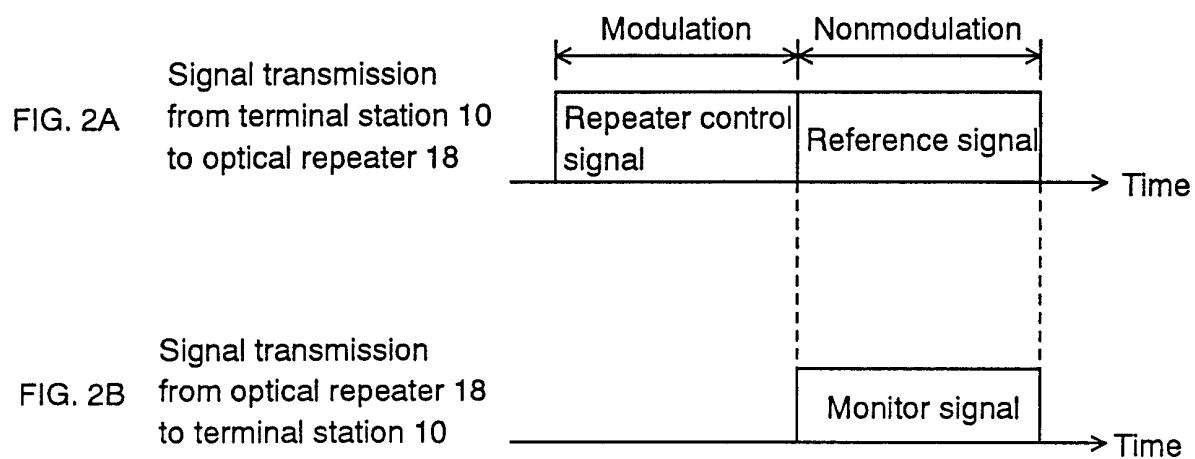 Modulation
Nonmodulation
FIG. 2A
Signal transmission
from terminal station 10
to optical repeater 18
Repeater control
signal
Reference signal
Time
FIG. 2B
Signal transmission
from optical repeater 18
to terminal station 10
Monitor signal
Time